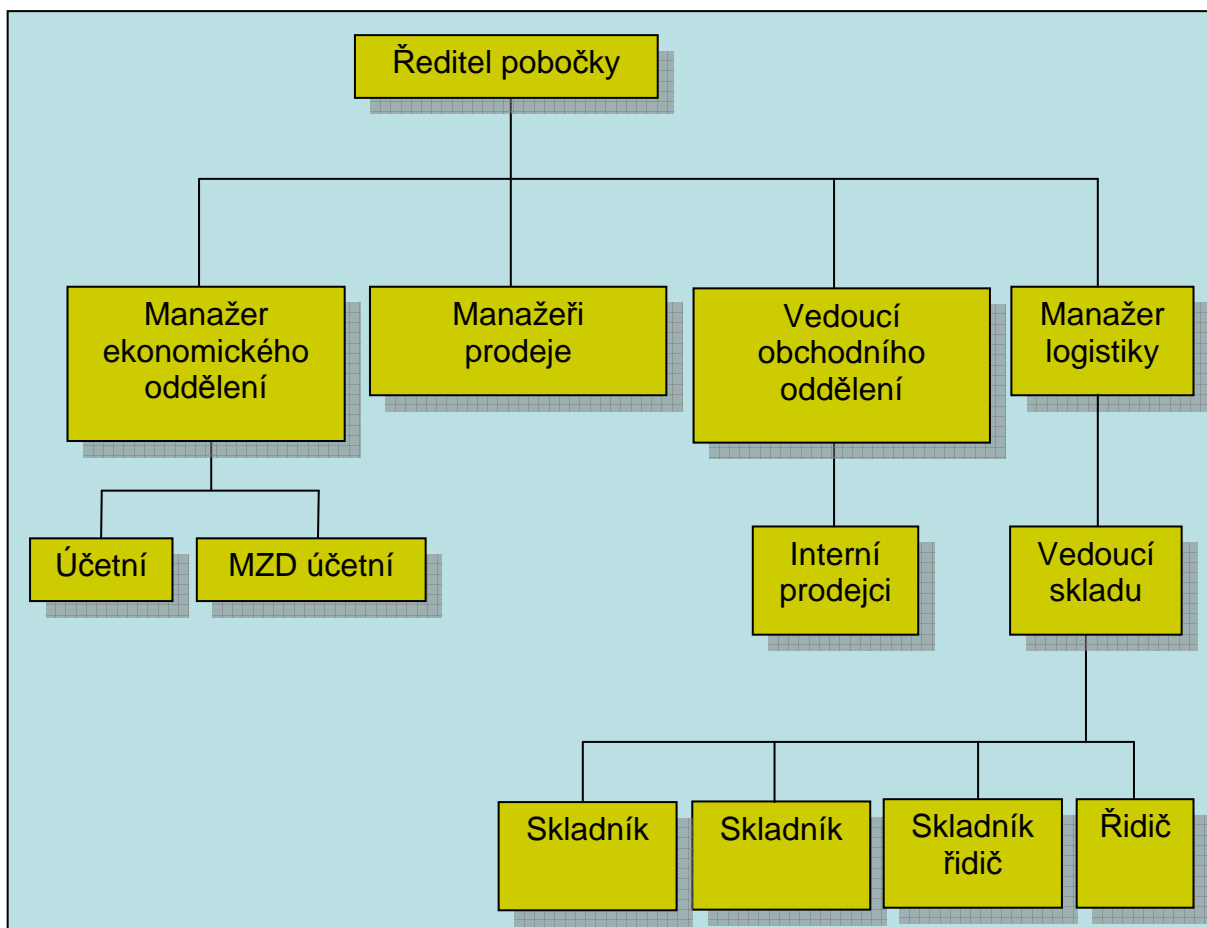 Ředitel pobočky
Manažer
ekonomického
oddělení
Manažeři
prodeje
Vedoucí
obchodního
oddělení
Manažer
logistiky
Účetní
MZD účetní
Interní
prodejci
Vedoucí
skladu
Skladník
Skladník
Skladník
řidič
Řidič